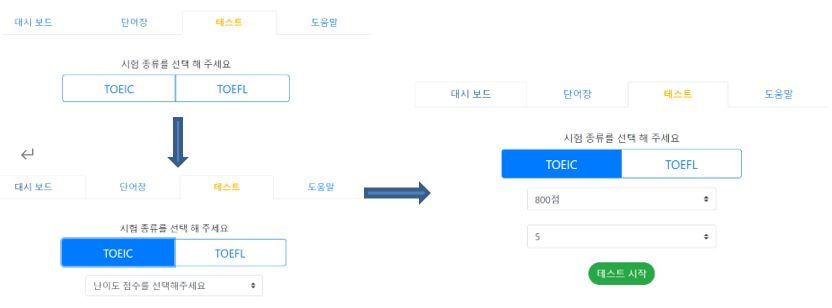 대시 보드 단어장 테스트 도움말
시험 종류를 선택 해 주세요
TOEIC TOEFL
대시 보드 단어장 테스트 도움말
시험 종류를 선택 해 주세요
TOEIC TOEFL
난이도 점수를 선택해주세요
대시 보드 단어장 테스트 도움말
시험 종류를 선택 해 주세요
TOEIC TOEFL
800점
5
테스트 시작